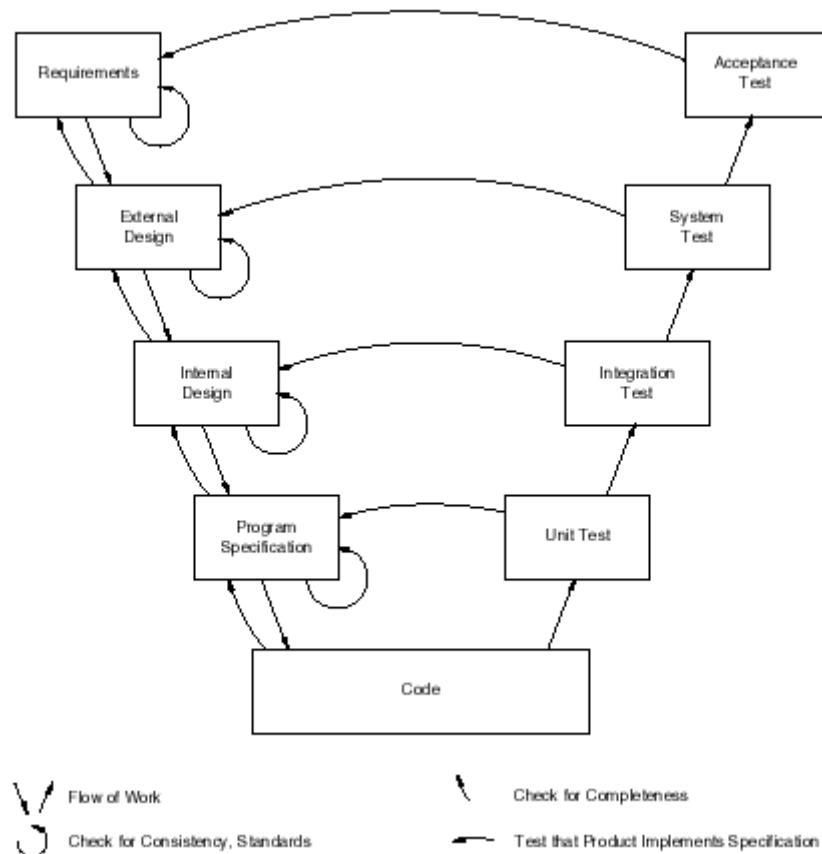 Requirements
Acceptance
Test
External
Design
System
Test
Internal
Design
Integration
Test
Program
Specification
Unit Test
Code
Flow of Work
Check for Completeness
Check for Consistency, Standards
Test that Product Implements Specification